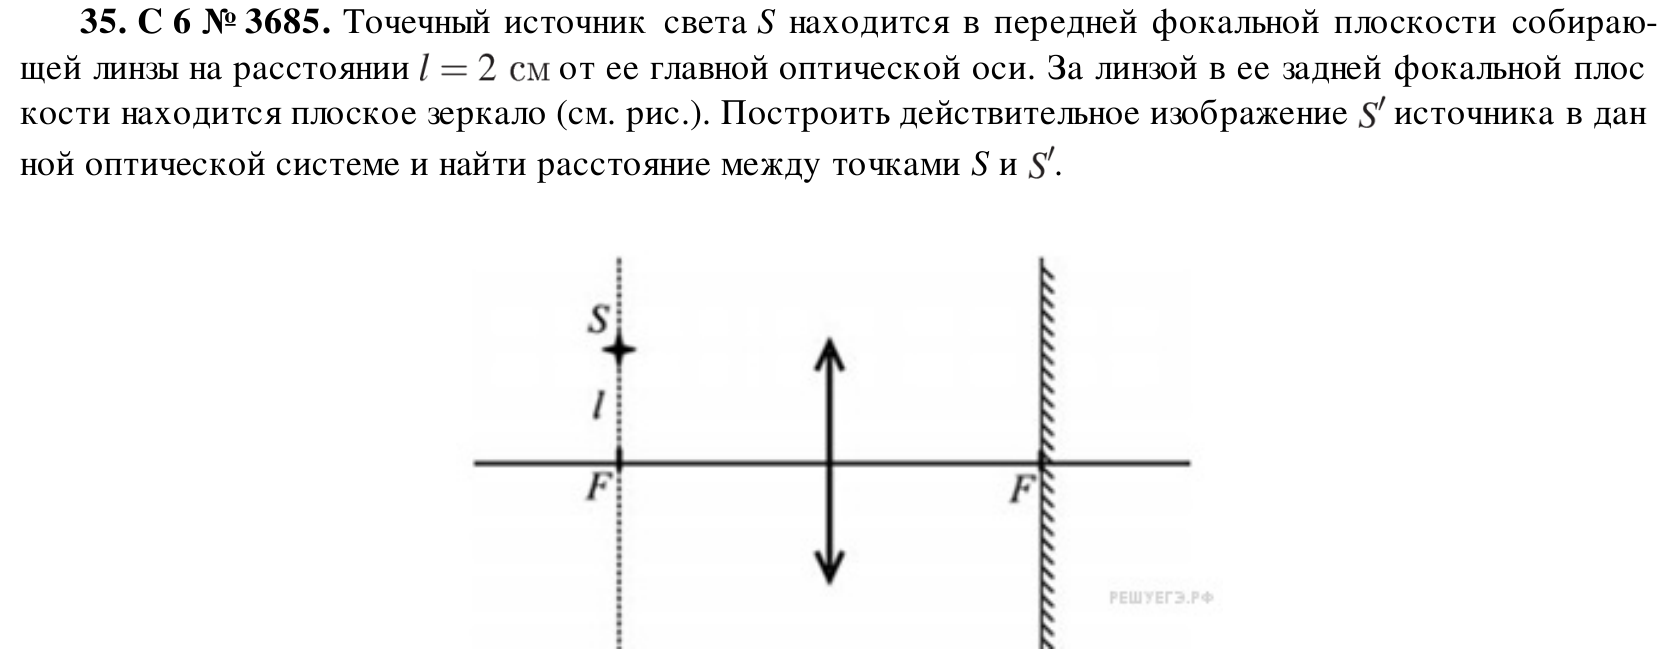 35. С 6 № 3685. Точечный источник света S находится в передней фокальной плоскости собираю-
щей линзы на расстоянии l = 2 см от ее главной оптической оси. За линзой в ее задней фокальной плос
кости находится плоское зеркало (см. рис.). Построить действительное изображение S′ источника в дан
ной оптической системе и найти расстояние между точками S и S′.
S
l
F
F
РЕШУЕГЭ.РФ